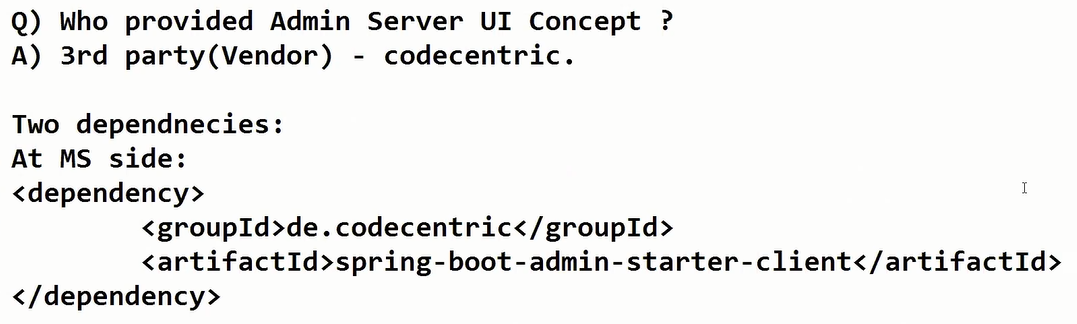 Q) Who provided Admin Server UI Concept ?
A) 3rd party(Vendor) - codecentric.
Two dependnecies:
At MS side:
<dependency>
<groupId>de.codecentric</groupId>
<artifactId>spring-boot-admin-starter-client</artifactId>
</dependency>